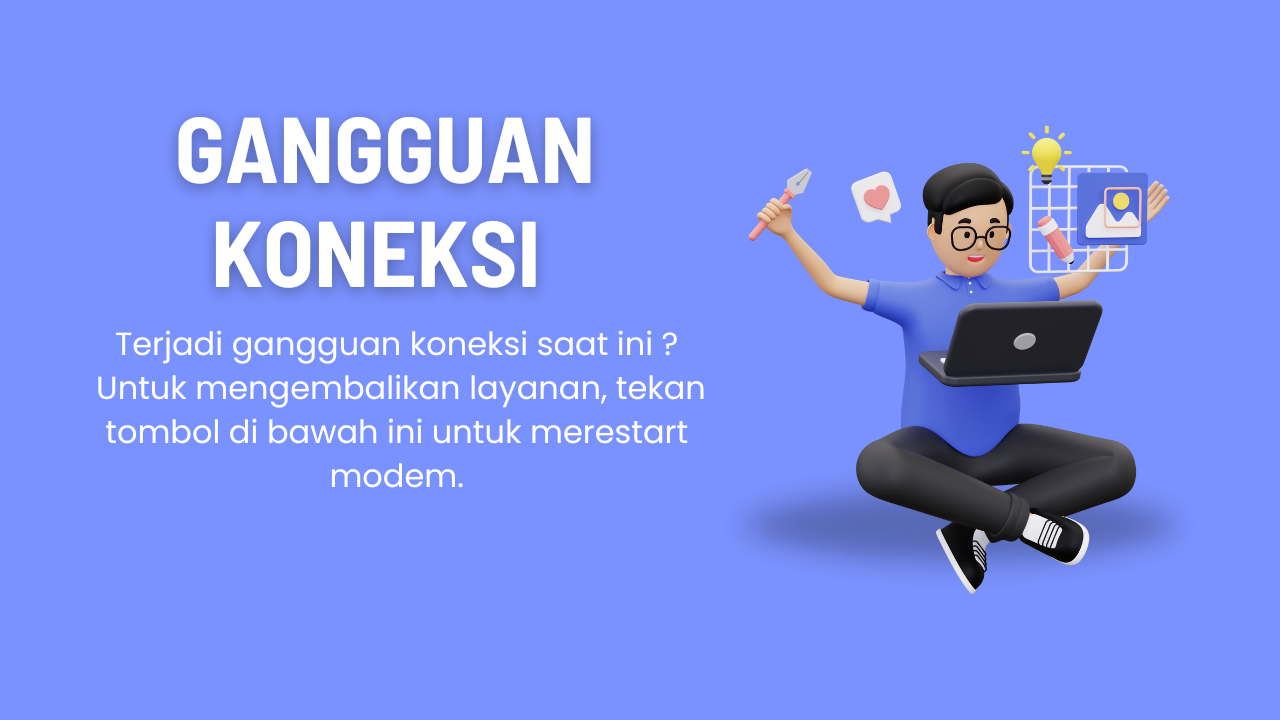 GANGGUAN
KONEKSI
Terjadi gangguan koneksi saat ini ?
Untuk mengembalikan layanan, tekan
tombol di bawah ini untuk merestart
modem.